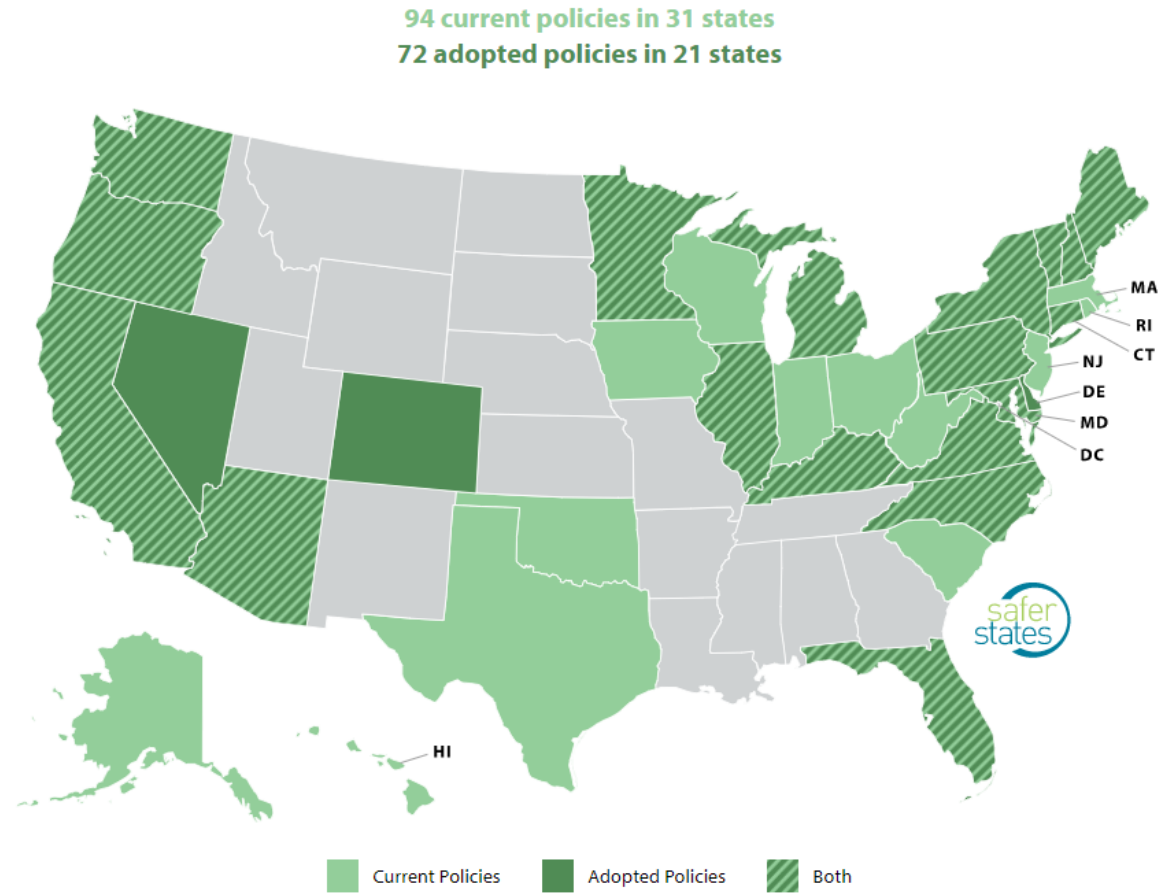 94 current policies in 31 states
72 adopted policies in 21 states
MA
RI
CT
NJ
DE
MD
DC
safer
states
HI
Current Policies
Adopted Policies
Both